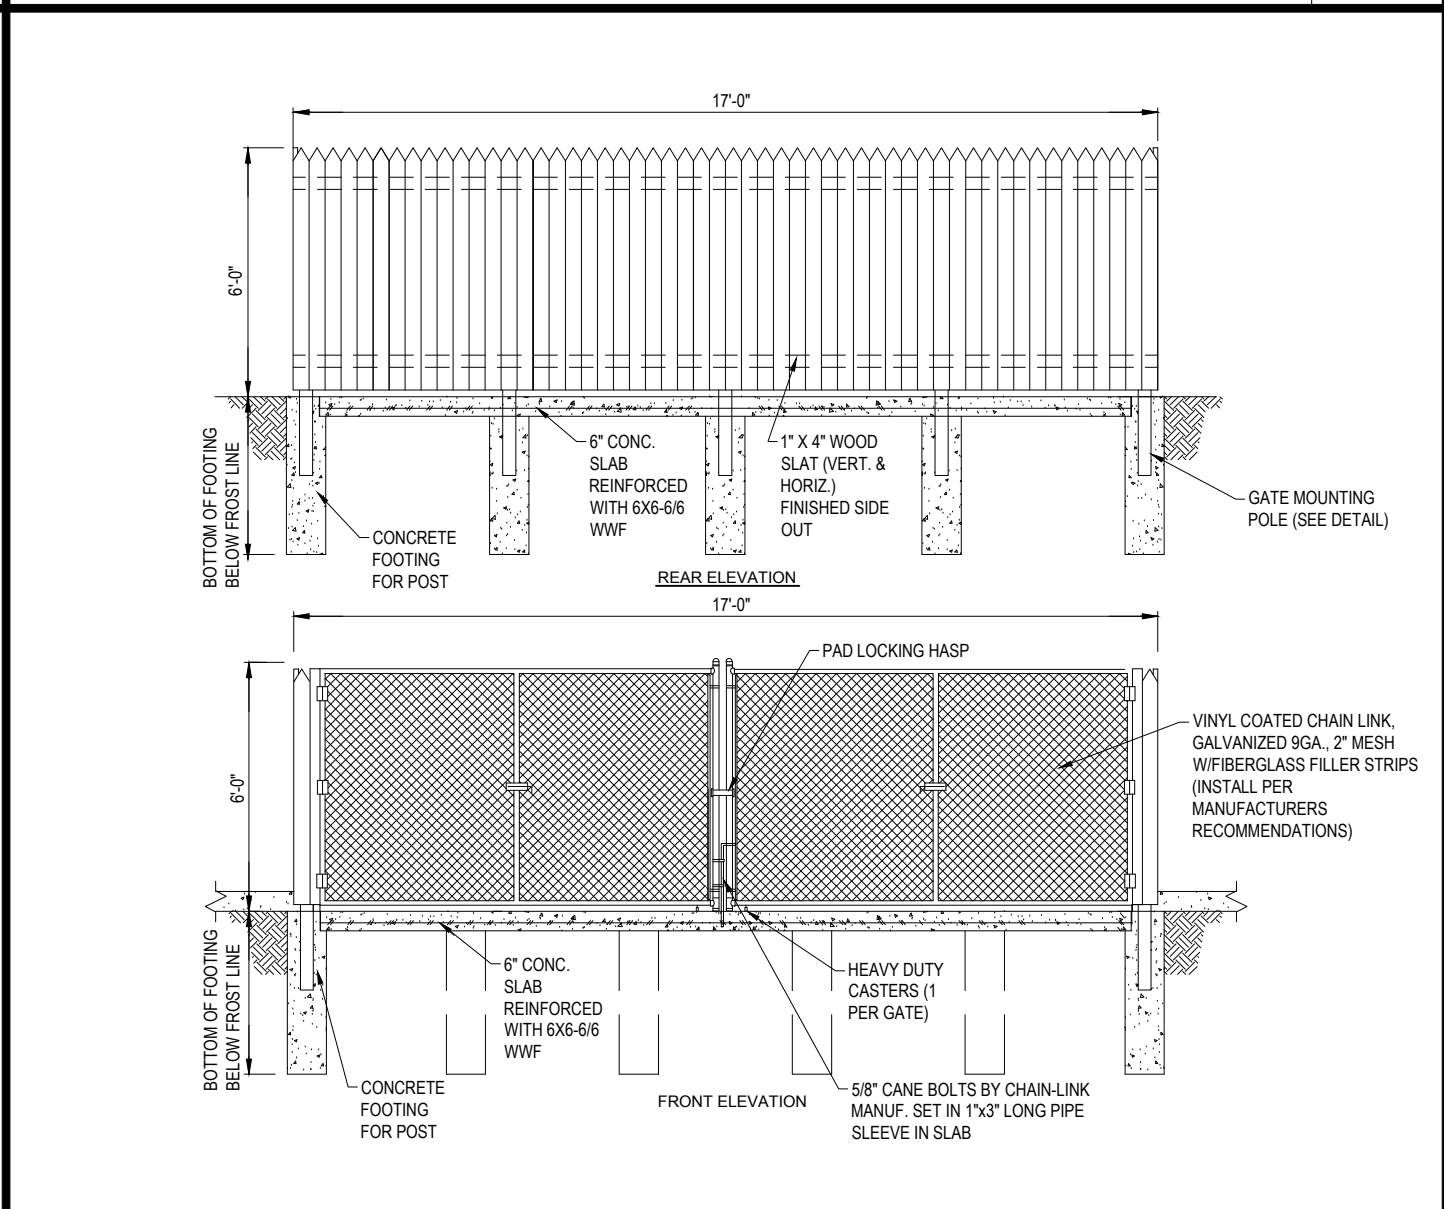 17'-0"
6'-0"
BOTTOM OF FOOTING
BELOW FROST LINE
CONCRETE
FOOTING
FOR POST
6" CONC.
SLAB
REINFORCED
WITH 6X6-6/6
WWF
1" X 4" WOOD
SLAT (VERT. &
HORIZ.)
FINISHED SIDE
OUT
GATE MOUNTING
POLE (SEE DETAIL)
REAR ELEVATION
17'-0"
PAD LOCKING HASP
6'-0"
VINYL COATED CHAIN LINK,
GALVANIZED 9GA., 2" MESH
W/FIBERGLASS FILLER STRIPS
(INSTALL PER
MANUFACTURERS
RECOMMENDATIONS)
BOTTOM OF FOOTING
BELOW FROST LINE
6" CONC.
SLAB
REINFORCED
WITH 6X6-6/6
WWF
HEAVY DUTY
CASTERS (1
PER GATE)
CONCRETE
FOOTING
FOR POST
FRONT ELEVATION
5/8" CANE BOLTS BY CHAIN-LINK
MANUF. SET IN 1"x3" LONG PIPE
SLEEVE IN SLAB